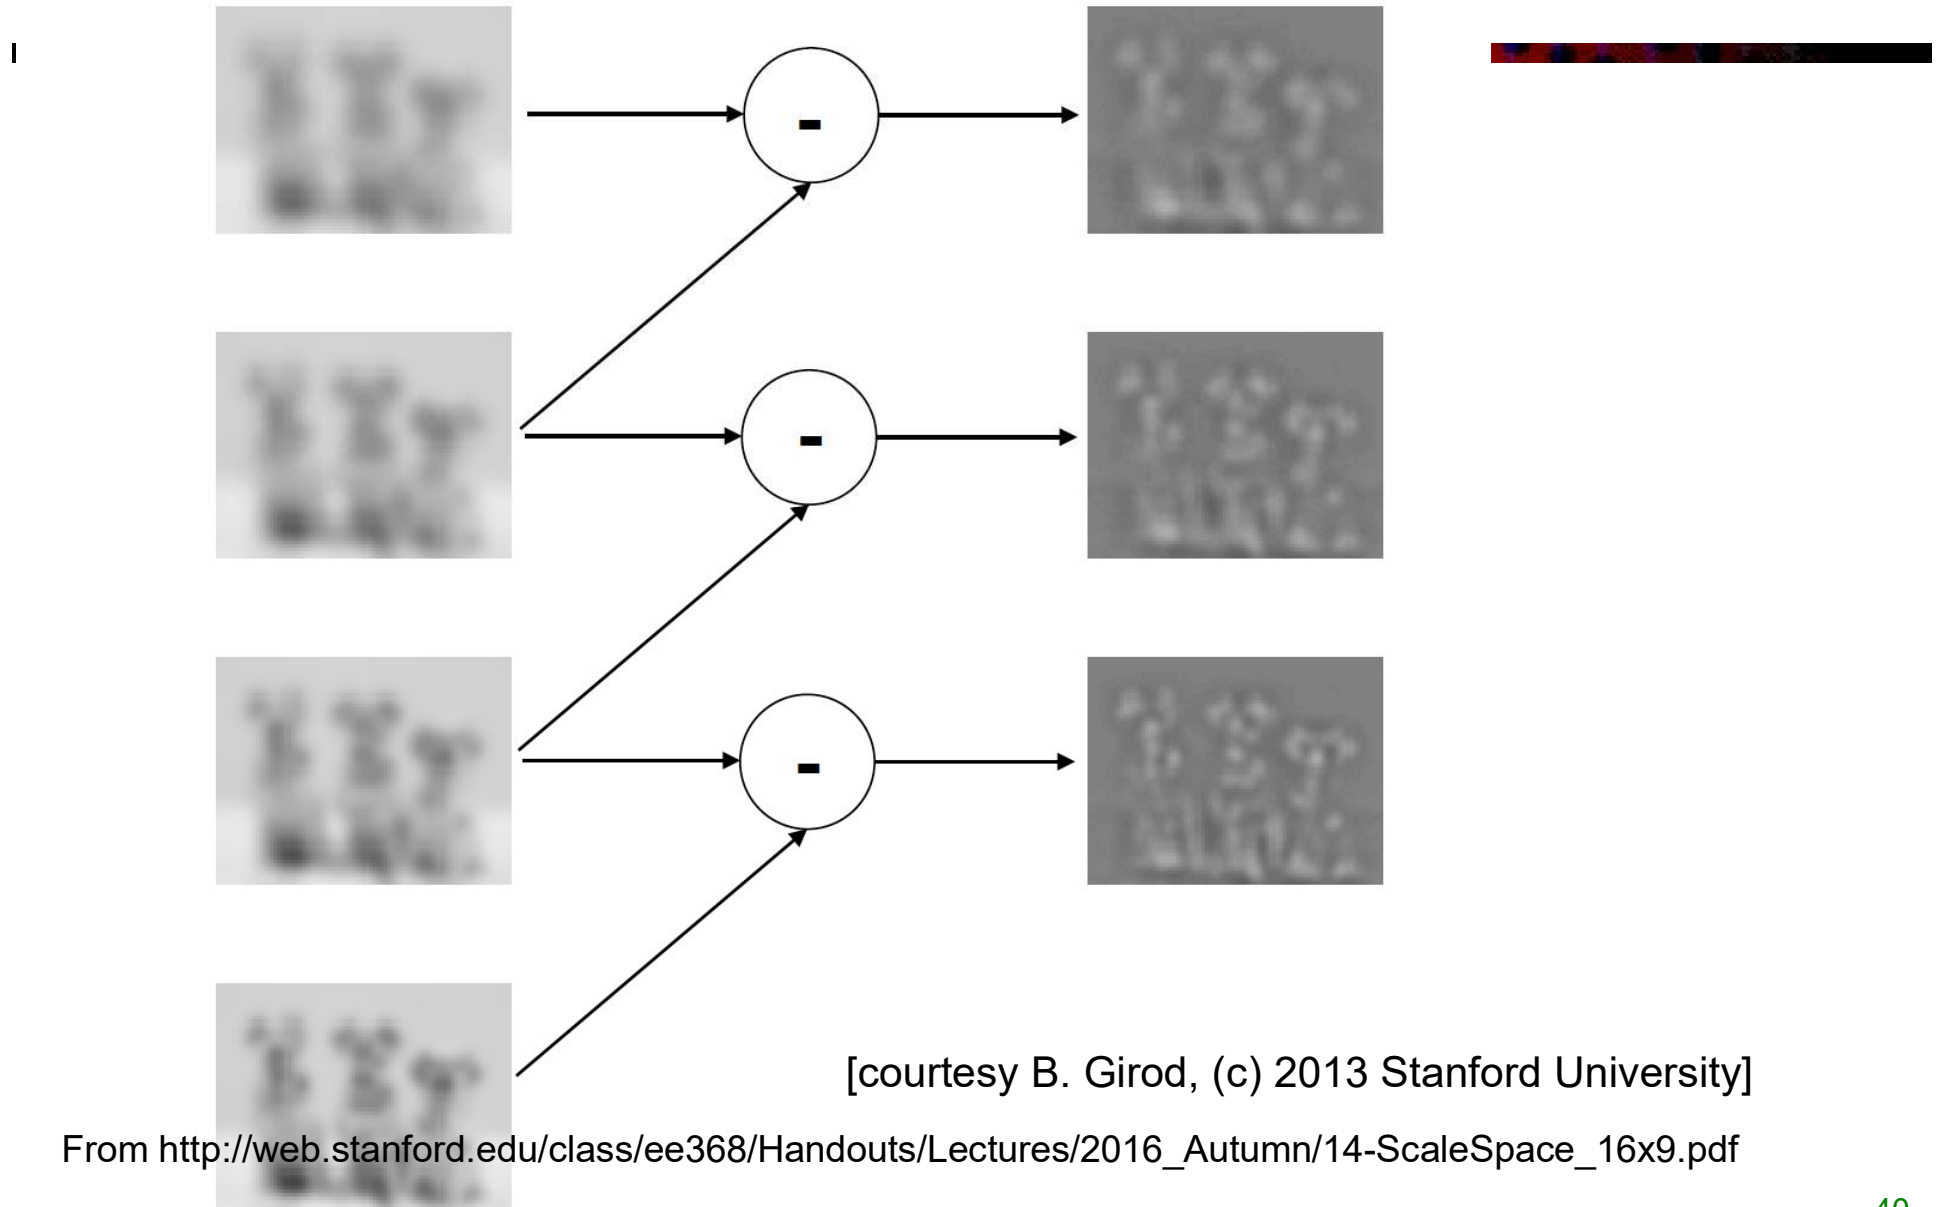 -
-
-
[courtesy B. Girod, (c) 2013 Stanford University]
From http://web.stanford.edu/class/ee368/Handouts/Lectures/2016_Autumn/14-ScaleSpace_16x9.pdf